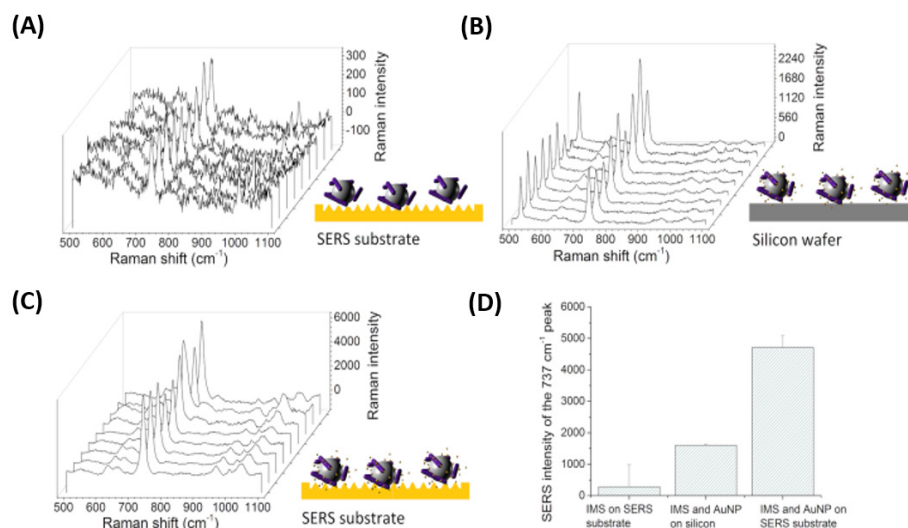 (A)
300
200
100
0
-100
Raman intensity
500 600 700 800 900 1000 1100
Raman shift (cm⁻¹)
SERS substrate
(B)
2240
1680
1120
560
0
Raman intensity
500 600 700 800 900 1000 1100
Raman shift (cm⁻¹)
Silicon wafer
(C)
6000
4000
2000
0
Raman intensity
500 600 700 800 900 1000 1100
Raman shift (cm⁻¹)
SERS substrate
(D)
SERS intensity of the 737 cm⁻¹ peak
6000
5000
4000
3000
2000
1000
0
IMS on SERS
substrate
IMS and AuNP
on silicon
IMS and AuNP on
SERS substrate